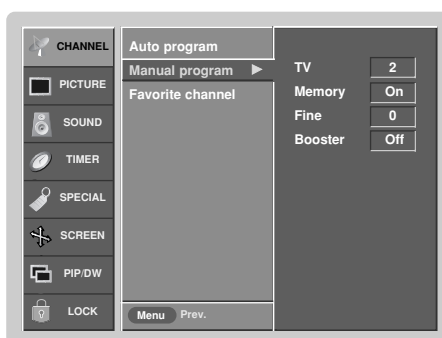 CHANNEL
PICTURE
SOUND
TIMER
SPECIAL
SCREEN
PIP/DW
LOCK
Auto program
Manual program ▶
Favorite channel
Menu Prev.
TV 2
Memory On
Fine 0
Booster Off